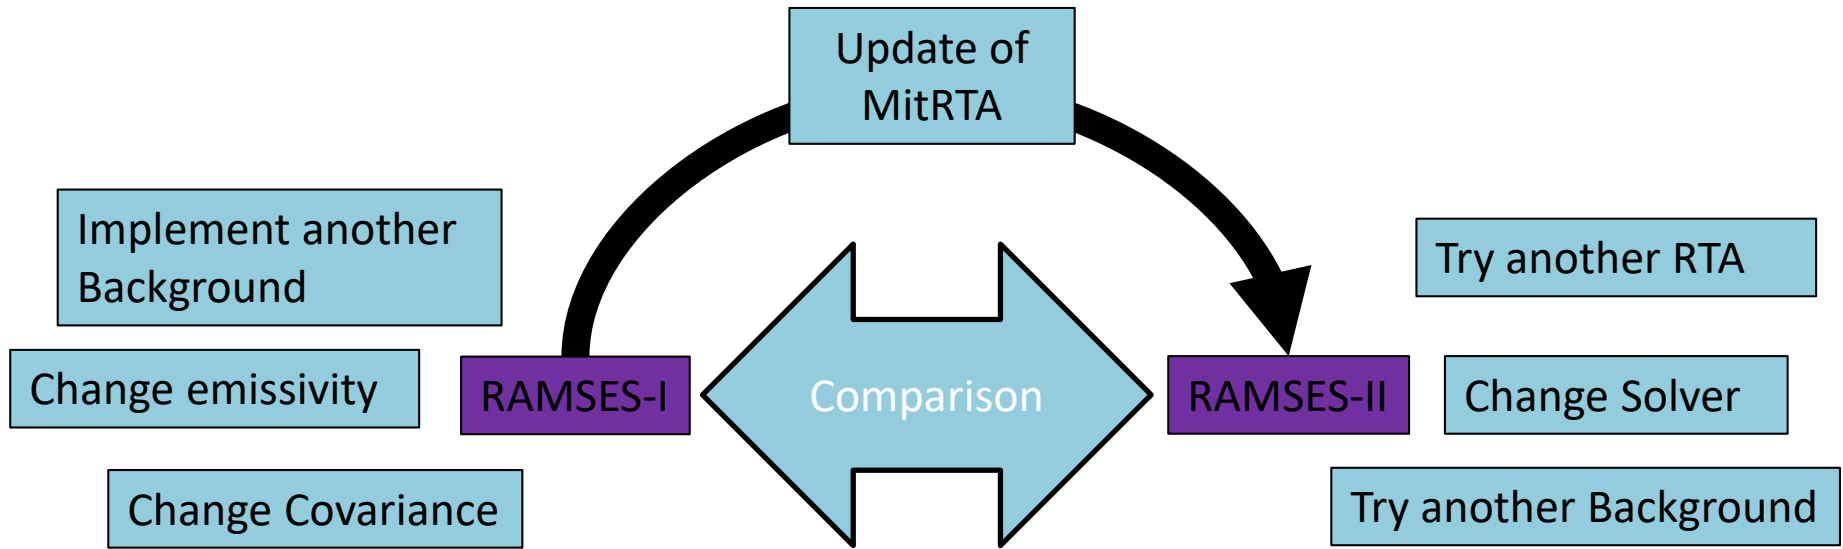 Update of
MitRTA
Implement another
Background
Try another RTA
Change emissivity
RAMSES-I
Comparison
RAMSES-II
Change Solver
Change Covariance
Try another Background